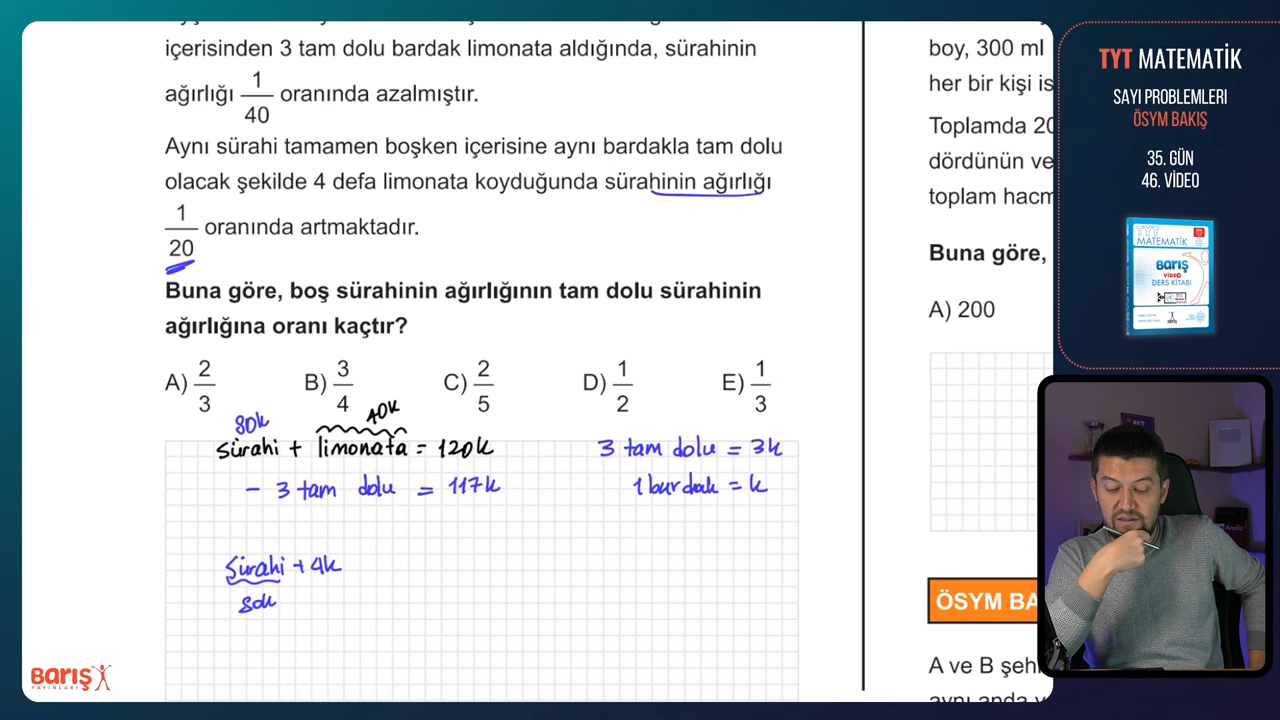 içerisinden 3 tam dolu bardak limonata aldığında, sürahinin
ağırlığı 1/40 oranında azalmıştır.
Aynı sürahi tamamen boşken içerisine aynı bardakla tam dolu
olacak şekilde 4 defa limonata koyduğunda sürahinin ağırlığı
1/20 oranında artmaktadır.
Buna göre, boş sürahinin ağırlığının tam dolu sürahinin
ağırlığına oranı kaçtır?
A) 2/3 B) 3/4 C) 2/5 D) 1/2 E) 1/3
80k 40k
sürahi + limonata = 120k
- 3 tam dolu = 117k
3 tam dolu = 3k
1 bardak = k
Sürahi + 4k
80k
boy, 300 ml
her bir kişi is
Toplamda 20
dördünün ve
toplam hacm
Buna göre,
A) 200
ÖSYM BA
A ve B şehi
aynı anda y
TYT MATEMATİK
SAYI PROBLEMLERI
ÖSYM BAKIŞ
35. GÜN
46. VİDEO
TYT
MATEMATİK
BARIŞ
VİDEO
DERS KİTABI
BARIŞ
YAYINLARI